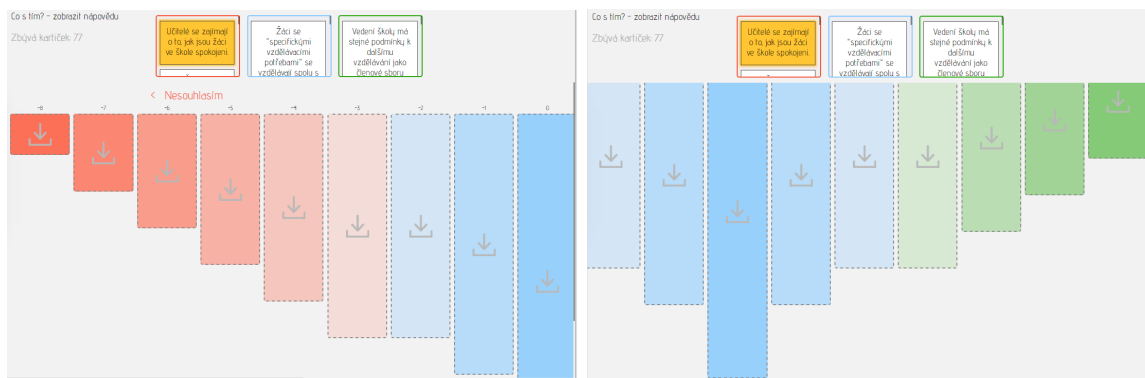 Co s tím? - zobrazit nápovědu
Zbývá kartiček: 77
Učitelé se zajímají
o to, jak jsou žáci
ve škole spokojeni.
Žáci se
"specifickými
vzdělávacími
potřebami" se
vzdělávají spolu s
Vedení školy má
stejné podmínky k
dalšímu
vzdělávání jako
členové sboru
< Nesouhlasím
-8 -7 -6 -5 -4 -3 -2 -1 0
Co s tím? - zobrazit nápovědu
Zbývá kartiček: 77
Učitelé se zajímají
o to, jak jsou žáci
ve škole spokojeni.
Žáci se
"specifickými
vzdělávacími
potřebami" se
vzdělávají spolu s
Vedení školy má
stejné podmínky k
dalšímu
vzdělávání jako
členové sboru